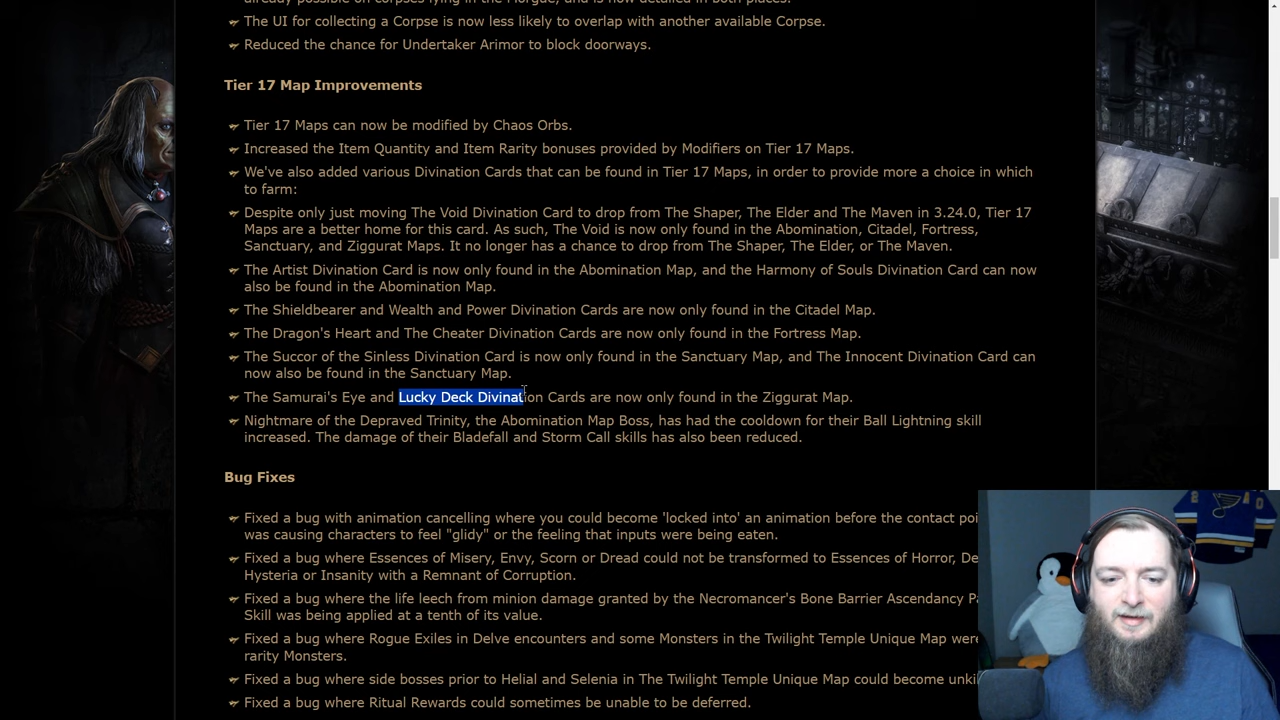 already possible on corpses lying in the Morgue, and is now detailed in both places.
The UI for collecting a Corpse is now less likely to overlap with another available Corpse.
Reduced the chance for Undertaker Arimor to block doorways.
Tier 17 Map Improvements
Tier 17 Maps can now be modified by Chaos Orbs.
Increased the Item Quantity and Item Rarity bonuses provided by Modifiers on Tier 17 Maps.
We've also added various Divination Cards that can be found in Tier 17 Maps, in order to provide more a choice in which
to farm:
Despite only just moving The Void Divination Card to drop from The Shaper, The Elder and The Maven in 3.24.0, Tier 17
Maps are a better home for this card. As such, The Void is now only found in the Abomination, Citadel, Fortress,
Sanctuary, and Ziggurat Maps. It no longer has a chance to drop from The Shaper, The Elder, or The Maven.
The Artist Divination Card is now only found in the Abomination Map, and the Harmony of Souls Divination Card can now
also be found in the Abomination Map.
The Shieldbearer and Wealth and Power Divination Cards are now only found in the Citadel Map.
The Dragon's Heart and The Cheater Divination Cards are now only found in the Fortress Map.
The Succor of the Sinless Divination Card is now only found in the Sanctuary Map, and The Innocent Divination Card can
now also be found in the Sanctuary Map.
The Samurai's Eye and Lucky Deck Divination Cards are now only found in the Ziggurat Map.
Nightmare of the Depraved Trinity, the Abomination Map Boss, has had the cooldown for their Ball Lightning skill
increased. The damage of their Bladefall and Storm Call skills has also been reduced.
Bug Fixes
Fixed a bug with animation cancelling where you could become 'locked into' an animation before the contact poi
was causing characters to feel "glidy" or the feeling that inputs were being eaten.
Fixed a bug where Essences of Misery, Envy, Scorn or Dread could not be transformed to Essences of Horror, De
Hysteria or Insanity with a Remnant of Corruption.
Fixed a bug where the life leech from minion damage granted by the Necromancer's Bone Barrier Ascendancy Pa
Skill was being applied at a tenth of its value.
Fixed a bug where Rogue Exiles in Delve encounters and some Monsters in the Twilight Temple Unique Map were
rarity Monsters.
Fixed a bug where side bosses prior to Helial and Selenia in The Twilight Temple Unique Map could become unki
Fixed a bug where Ritual Rewards could sometimes be unable to be deferred.